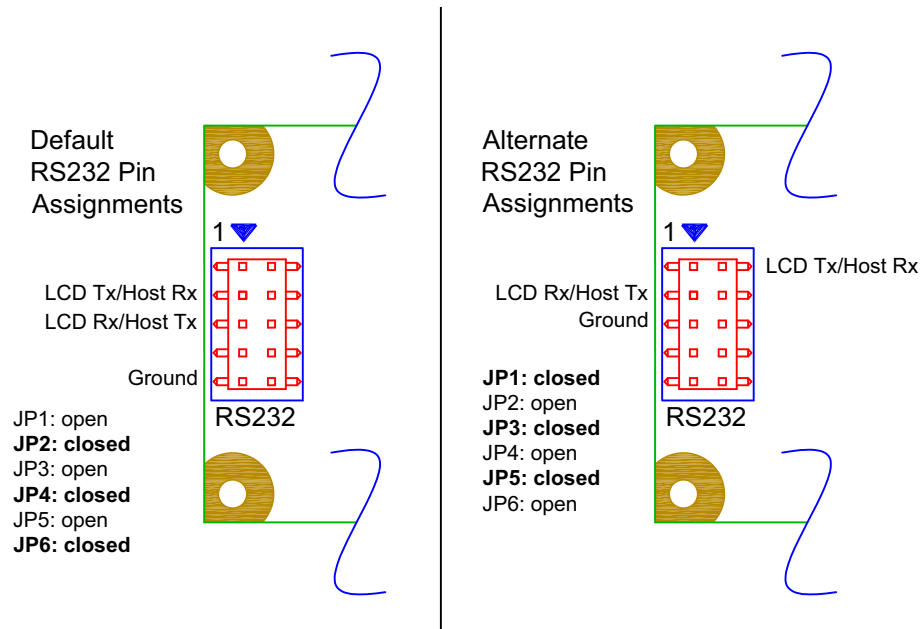 Default
RS232 Pin
Assignments
1
LCD Tx/Host Rx
LCD Rx/Host Tx
Ground
RS232
JP1: open
JP2: closed
JP3: open
JP4: closed
JP5: open
JP6: closed
Alternate
RS232 Pin
Assignments
1
LCD Tx/Host Rx
LCD Rx/Host Tx
Ground
RS232
JP1: closed
JP2: open
JP3: closed
JP4: open
JP5: closed
JP6: open